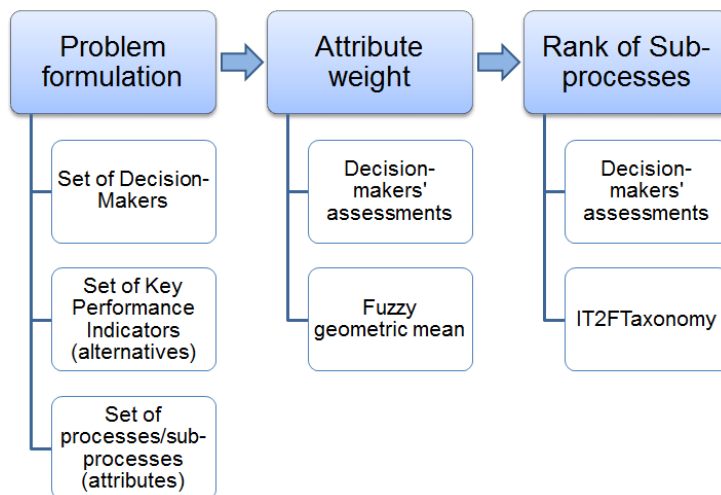 Problem
formulation
Set of Decision-
Makers
Set of Key
Performance
Indicators
(alternatives)
Set of
processes/sub-
processes
(attributes)
Attribute
weight
Decision-
makers'
assessments
Fuzzy
geometric mean
Rank of Sub-
processes
Decision-
makers'
assessments
IT2FTaxonomy